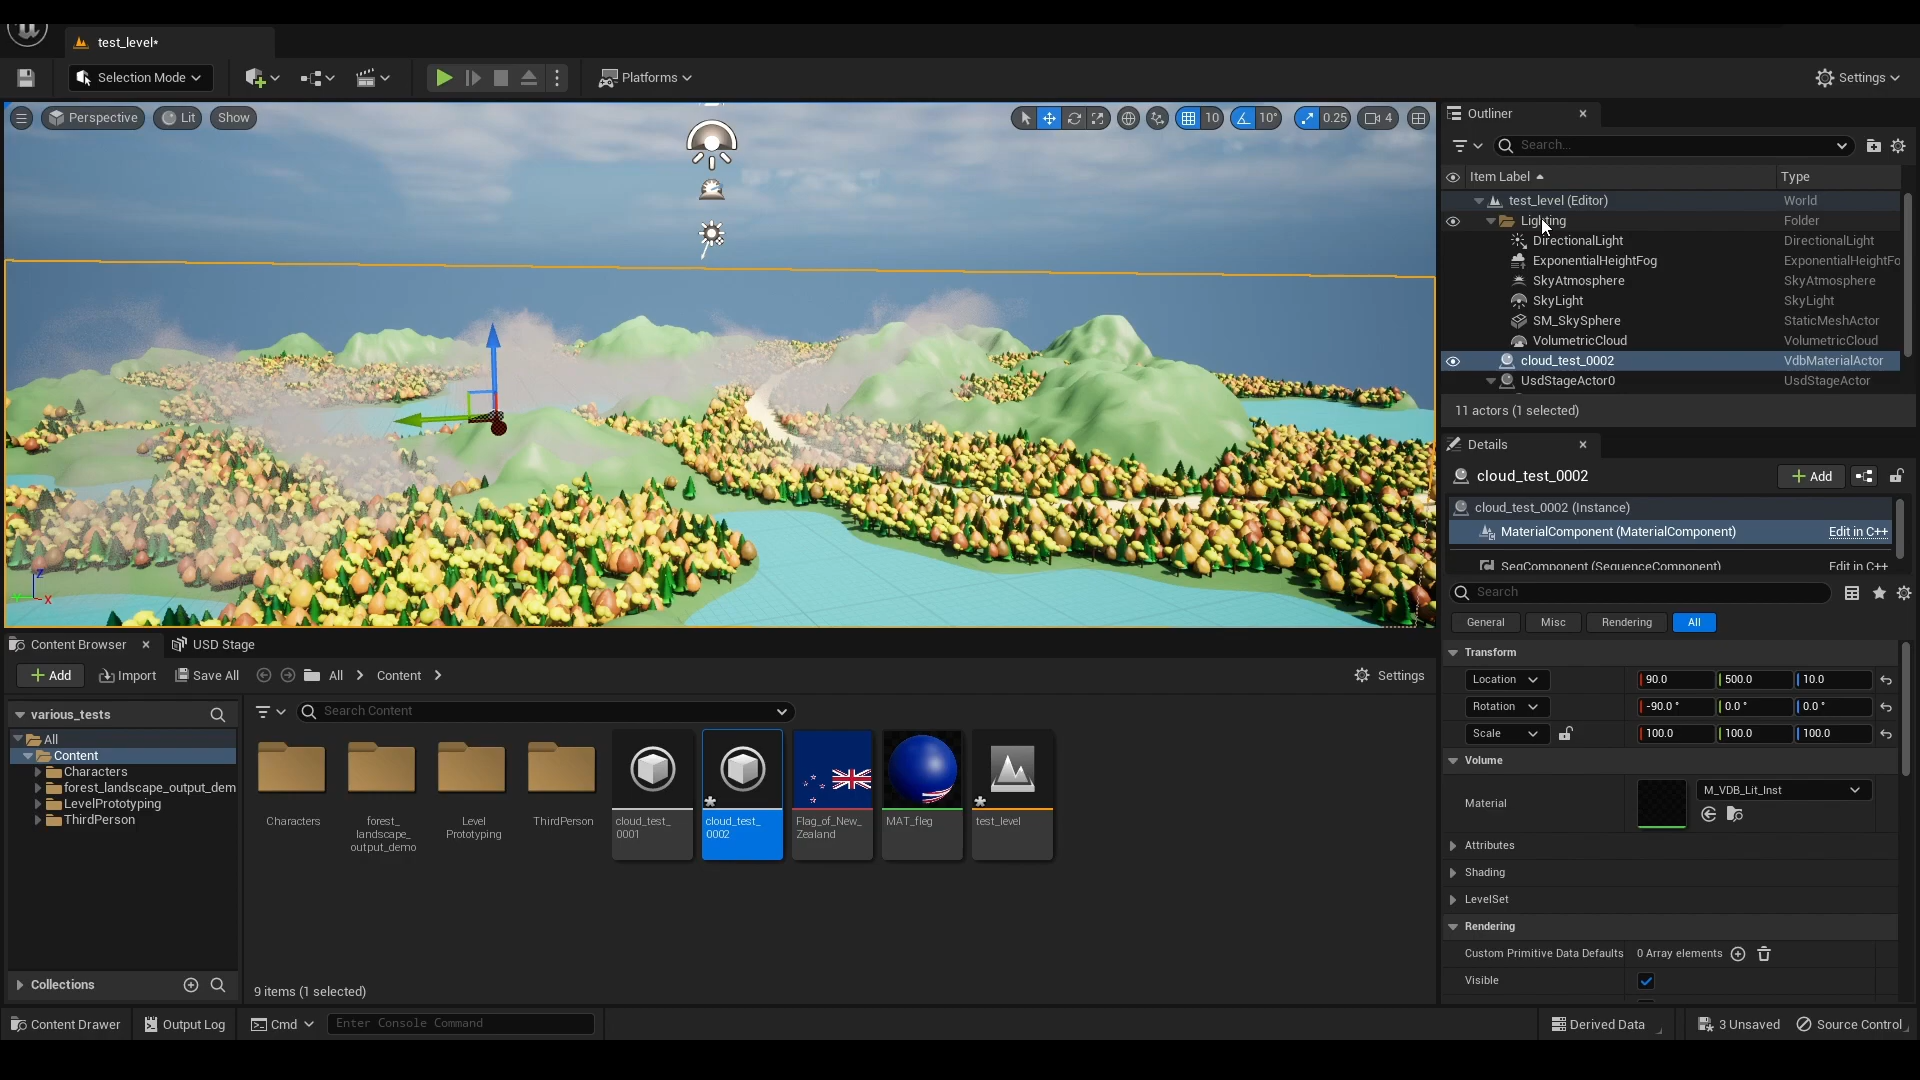 test_level*
Selection Mode
Platforms
Settings
Perspective
Lit
Show
10
10°
0.25
4
Outliner
Search...
Item Label
Type
test_level (Editor)
World
Lighting
Folder
DirectionalLight
DirectionalLight
ExponentialHeightFog
ExponentialHeightFo
SkyAtmosphere
SkyAtmosphere
SkyLight
SkyLight
SM_SkySphere
StaticMeshActor
VolumetricCloud
VolumetricCloud
cloud_test_0002
VdbMaterialActor
UsdStageActor0
UsdStageActor
11 actors (1 selected)
Details
cloud_test_0002
Add
cloud_test_0002 (Instance)
MaterialComponent (MaterialComponent)
Edit in C++
SeqComponent (SequenceComponent)
Edit in C++
Search
General
Misc
Rendering
All
Transform
Location
90.0
500.0
10.0
Rotation
-90.0 °
0.0 °
0.0 °
Scale
100.0
100.0
100.0
Volume
Material
M_VDB_Lit_Inst
Attributes
Shading
LevelSet
Rendering
Custom Primitive Data Defaults
0 Array elements
Visible
Z
X
Content Browser
USD Stage
Add
Import
Save All
All
Content
Settings
various_tests
Search Content
All
Content
Characters
forest_landscape_output_dem
LevelPrototyping
ThirdPerson
Collections
Characters
forest_
landscape_
output_demo
Level
Prototyping
ThirdPerson
cloud_test_
0001
cloud_test_
0002
Flag_of_New_
Zealand
MAT_fleg
test_level
9 items (1 selected)
Content Drawer
Output Log
Cmd
Enter Console Command
Derived Data
3 Unsaved
Source Control